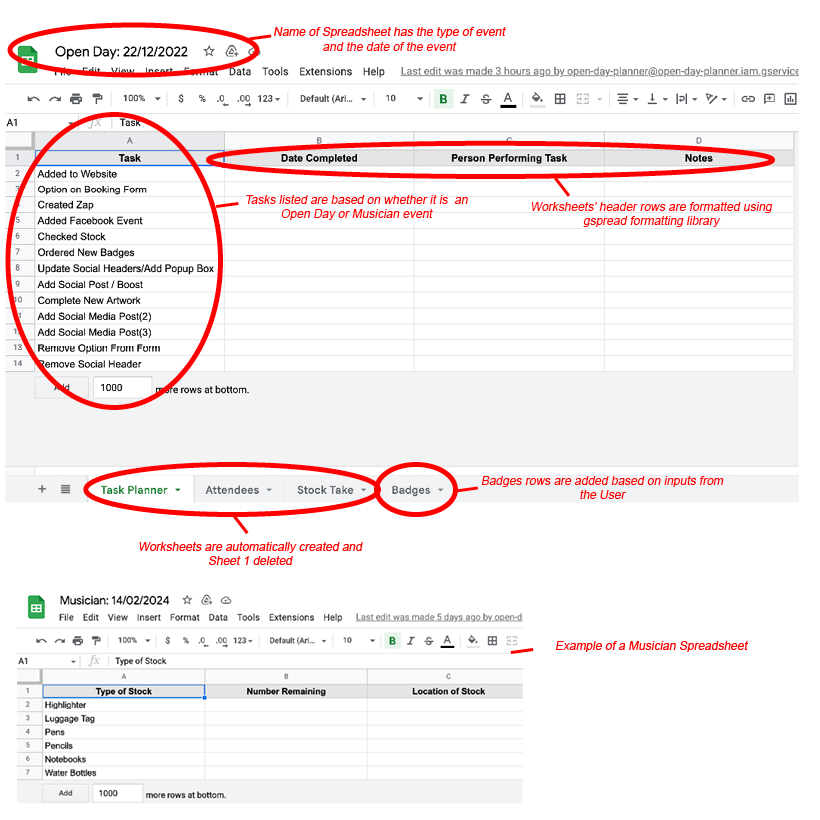 Name of Spreadsheet has the type of event
and the date of the event
Open Day: 22/12/2022
File Edit View Insert Format Data Tools Extensions Help Last edit was made 3 hours ago by open-day-planner@open-day-planner.iam.gservice
100% $ % .0 .00 123 Default (Ari... 10 B I S A
A1 fx Task
A B C D
1 Task Date Completed Person Performing Task Notes
2 Added to Website
3 Option on Booking Form
4 Created Zap
5 Added Facebook Event
6 Checked Stock
7 Ordered New Badges
8 Update Social Headers/Add Popup Box
9 Add Social Post / Boost
10 Complete New Artwork
11 Add Social Media Post(2)
12 Add Social Media Post(3)
13 Remove Option From Form
14 Remove Social Header
Tasks listed are based on whether it is an
Open Day or Musician event
Worksheets' header rows are formatted using
gspread formatting library
Add 1000 more rows at bottom.
+ Task Planner Attendees Stock Take Badges
Badges rows are added based on inputs from
the User
Worksheets are automatically created and
Sheet 1 deleted
Musician: 14/02/2024
File Edit View Insert Format Data Tools Extensions Help Last edit was made 5 days ago by open-d
100% $ % .0 .00 123 Default (Ari... 10 B I S A
Example of a Musician Spreadsheet
A1 fx Type of Stock
A B C
1 Type of Stock Number Remaining Location of Stock
2 Highlighter
3 Luggage Tag
4 Pens
5 Pencils
6 Notebooks
7 Water Bottles
Add 1000 more rows at bottom.